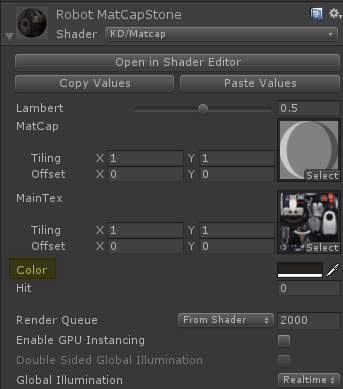 Robot MatCapStone
Shader KD/Matcap
Open in Shader Editor
Copy Values Paste Values
Lambert 0.5
MatCap
Tiling X 1 Y 1
Offset X 0 Y 0
Select
MainTex
Tiling X 1 Y 1
Offset X 0 Y 0
Select
Color
Hit 0
Render Queue From Shader 2000
Enable GPU Instancing
Double Sided Global Illumination
Global Illumination Realtime